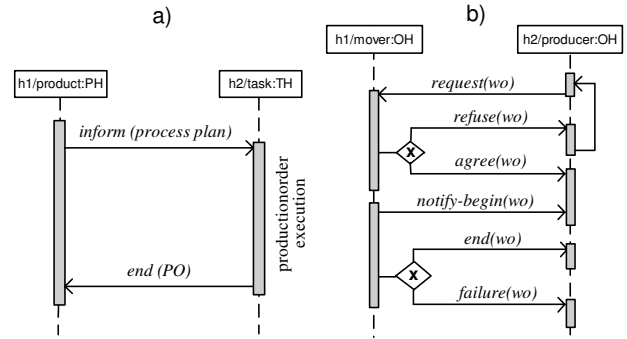 a)
h1/product:PH
h2/task:TH
inform (process plan)
productionorder
execution
end (PO)
b)
h1/mover:OH
h2/producer:OH
request(wo)
refuse(wo)
x
agree(wo)
notify-begin(wo)
end(wo)
x
failure(wo)